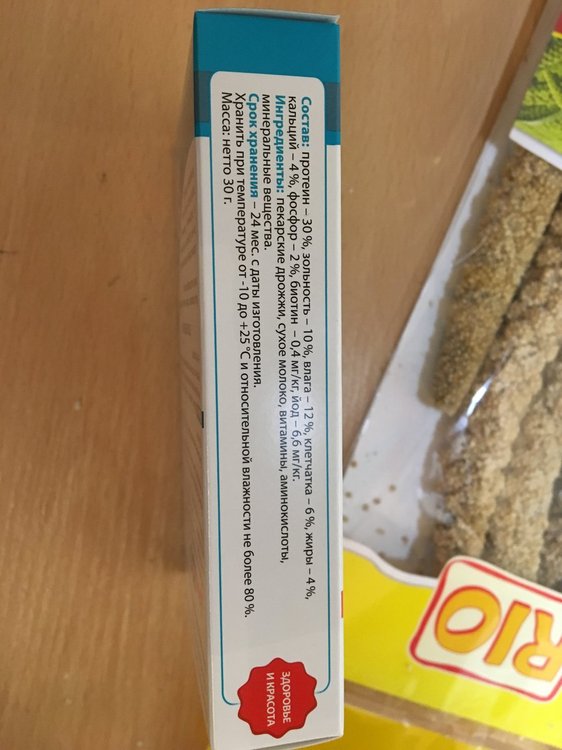 Состав: протеин – 30 %, зольность – 10 %, влага – 12 %, клетчатка – 6 %, жиры – 4 %,
кальций – 4 %, фосфор – 2 %, биотин – 0,4 мг/кг, йод – 6,6 мг/кг.
Ингредиенты: пекарские дрожжи, сухое молоко, витамины, аминокислоты,
минеральные вещества.
Срок хранения – 24 мес. с даты изготовления.
Хранить при температуре от -10 до +25 °С и относительной влажности не более 80 %.
Масса: нетто 30 г.
ЗДОРОВЬЕ
И КРАСОТА
RIO